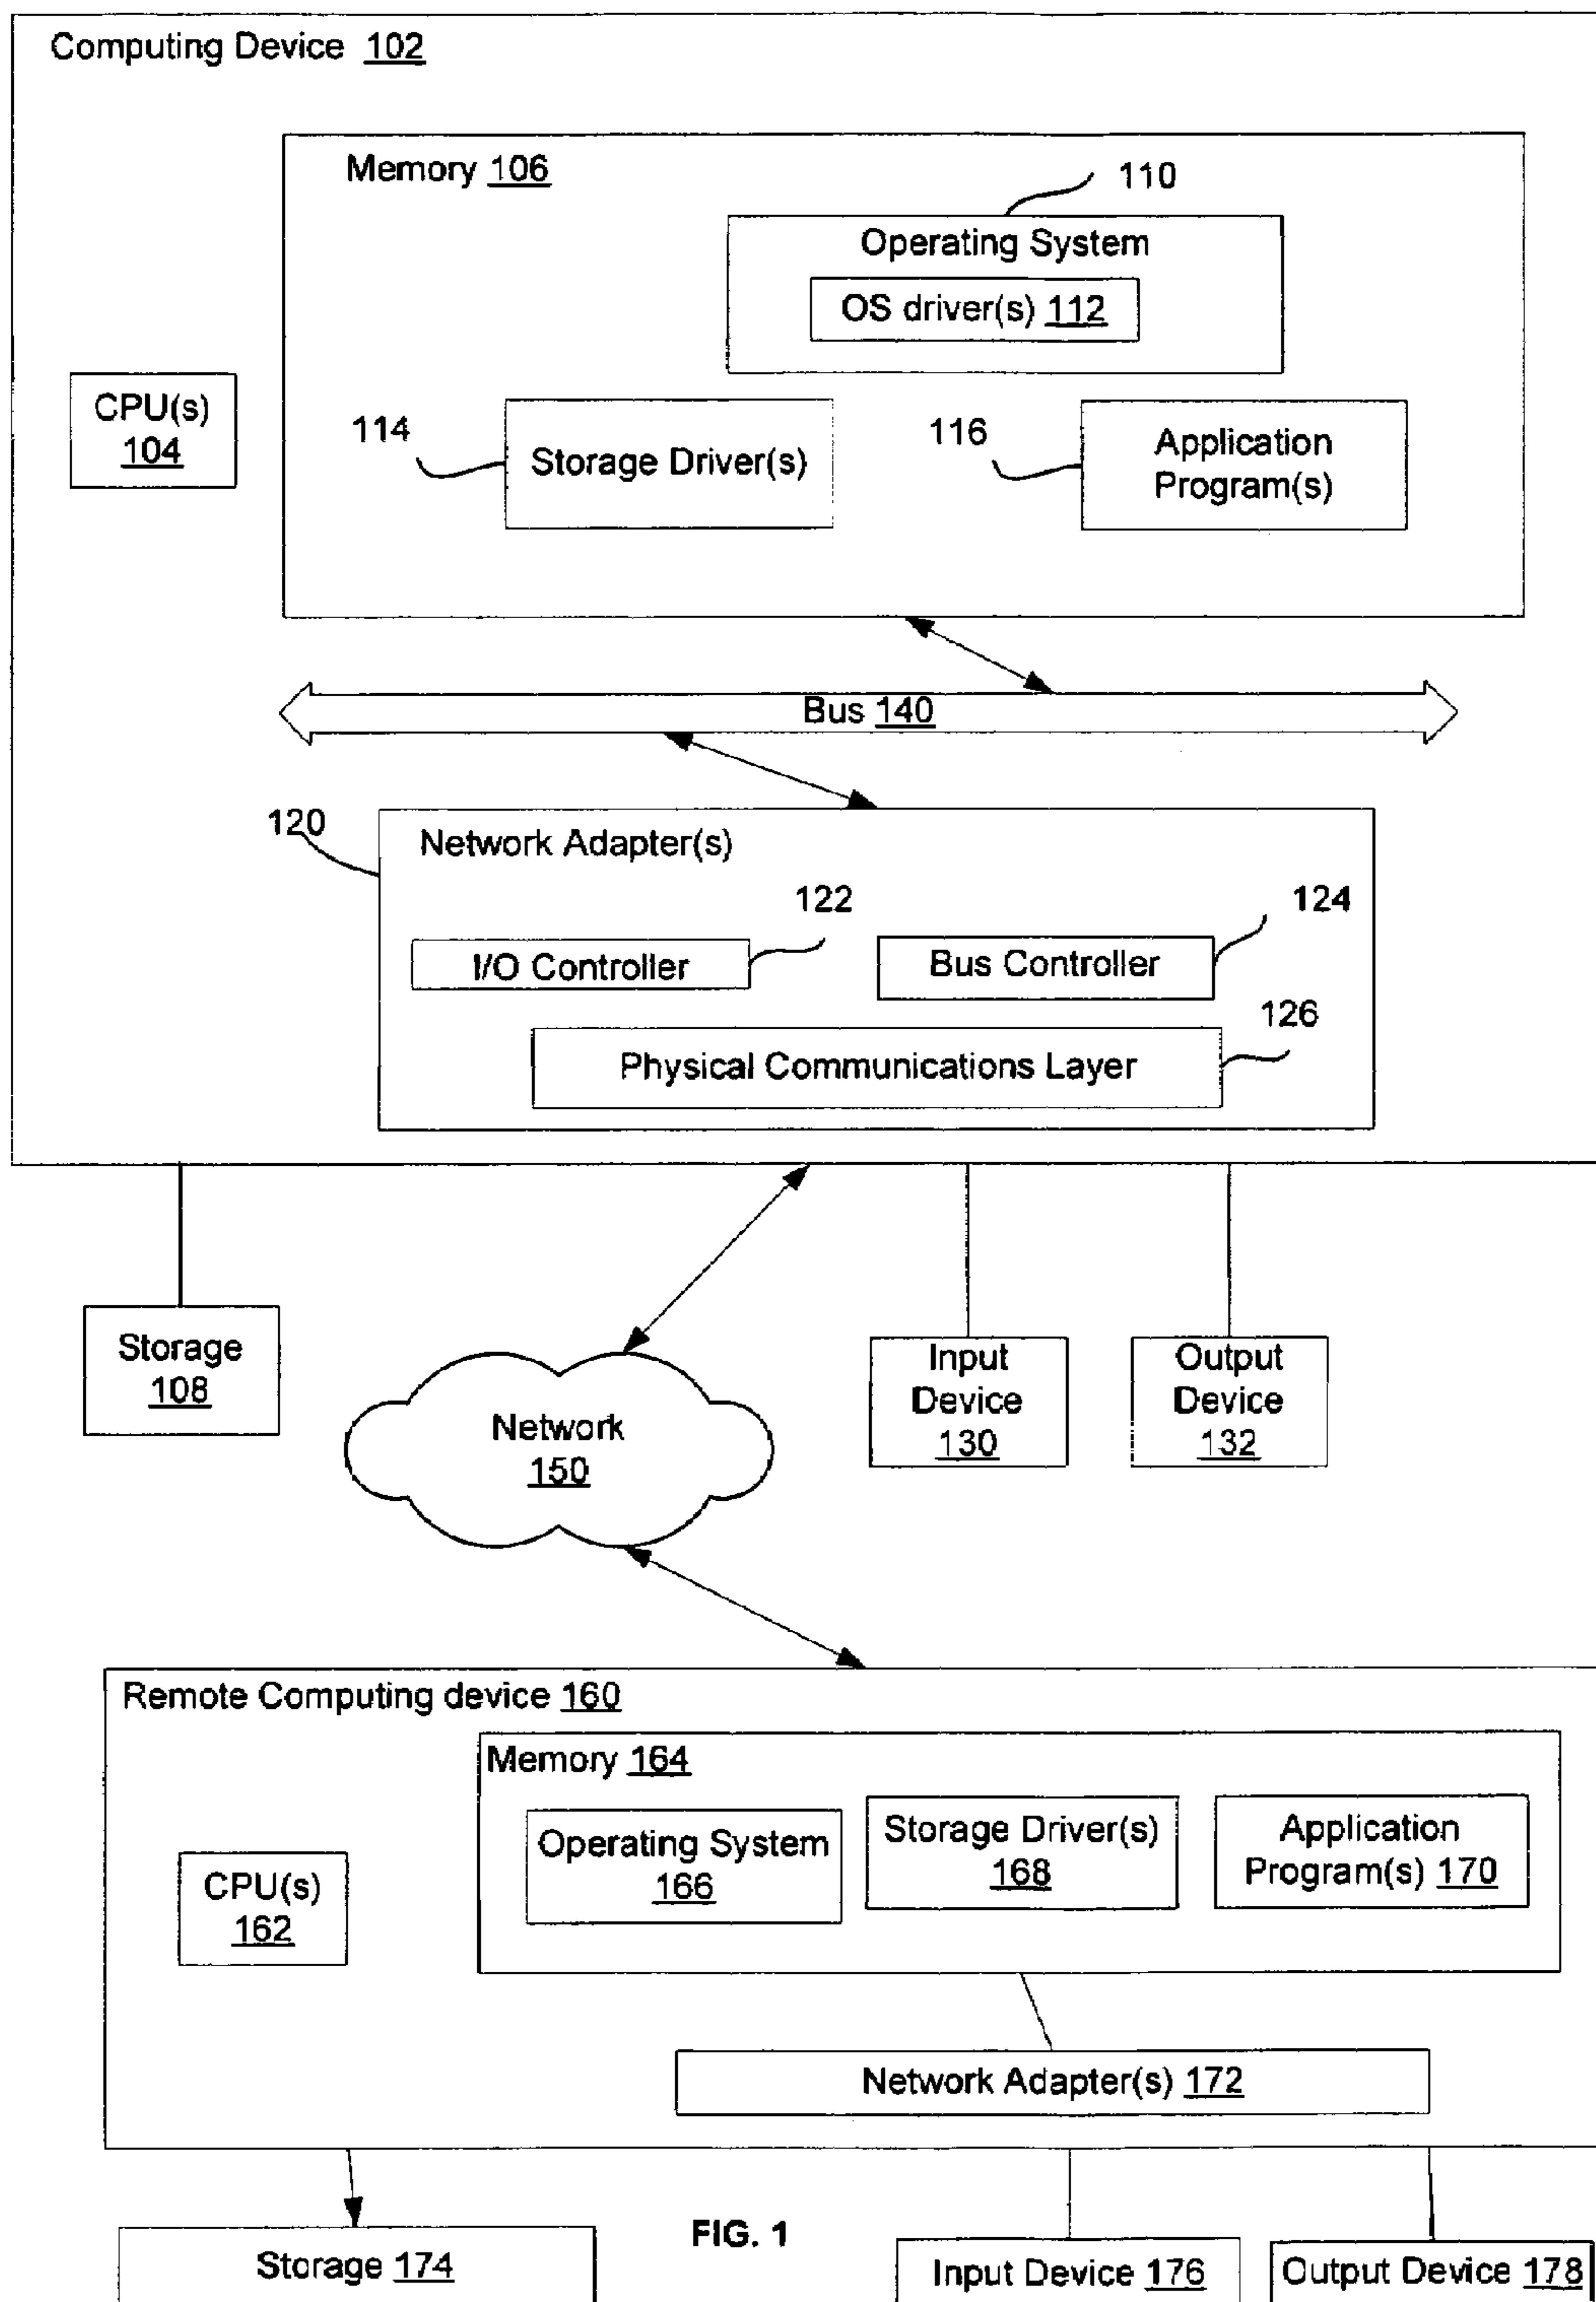 Computing Device 102
Memory 106
110
Operating System
OS driver(s) 112
CPU(s)
104
114
Storage Driver(s)
116
Application
Program(s)
Bus 140
120
Network Adapter(s)
122
I/O Controller
124
Bus Controller
126
Physical Communications Layer
Storage
108
Network
150
Input
Device
130
Output
Device
132
Remote Computing device 160
Memory 164
Operating System
166
Storage Driver(s)
168
Application
Program(s) 170
CPU(s)
162
Network Adapter(s) 172
FIG. 1
Storage 174
Input Device 176
Output Device 178